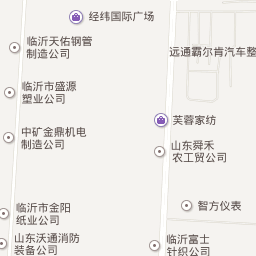 经纬国际广场
临沂天佑钢管
制造公司
远通霸尔肯汽车整
临沂市盛源
塑业公司
芙蓉家纺
中矿金鼎机电
制造公司
山东舜禾
农工贸公司
智方仪表
临沂市金阳
纸业公司
山东沃通消防
装备公司
临沂富士
针织公司